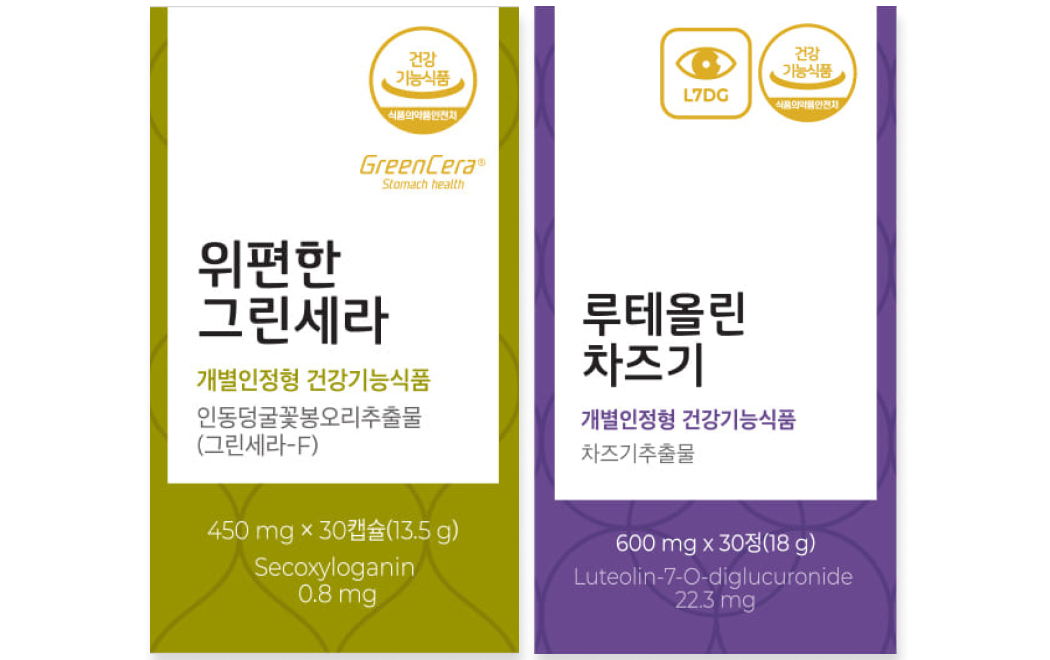 건강
기능식품
식품의약품안전처
GreenCera®
Stomach health
위편한
그린세라
개별인정형 건강기능식품
인동덩굴꽃봉오리추출물
(그린세라-F)
450 mg × 30캡슐(13.5 g)
Secoxyloganin
0.8 mg
L7DG
건강
기능식품
식품의약품안전처
루테올린
차즈기
개별인정형 건강기능식품
차즈기추출물
600 mg x 30정(18 g)
Luteolin-7-O-diglucuronide
22.3 mg